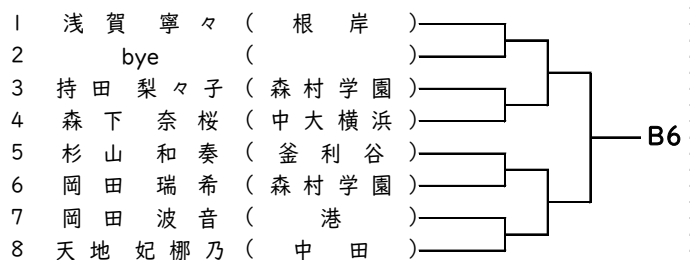 1 浅賀 寧々 ( 根岸 )
2 bye ( )
3 持田 梨々子 ( 森村学園 )
4 森下 奈桜 ( 中大横浜 )
5 杉山 和奏 ( 釜利谷 )
6 岡田 瑞希 ( 森村学園 )
7 岡田 波音 ( 港 )
8 天地 妃梛乃 ( 中田 )
B6